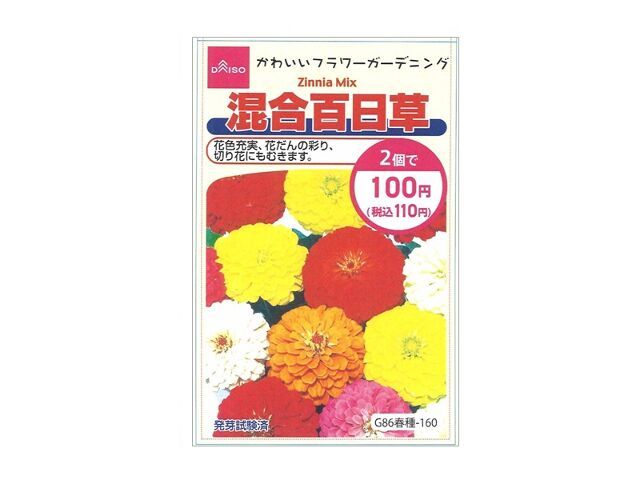 DAISO
かわいいフラワーガーデニング
Zinnia Mix
混合百日草
花色充実、花だんの彩り、
切り花にもむきます。
2個で
100円
(税込110円)
発芽試験済
G86春種-160